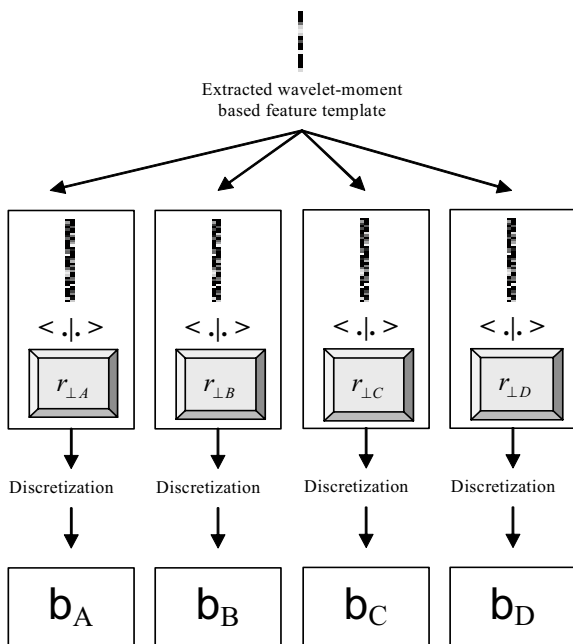 Extracted wavelet-moment
based feature template
< .|. > < .|. > < .|. > < .|. >
r⊥A r⊥B r⊥C r⊥D
Discretization Discretization Discretization Discretization
bA bB bC bD